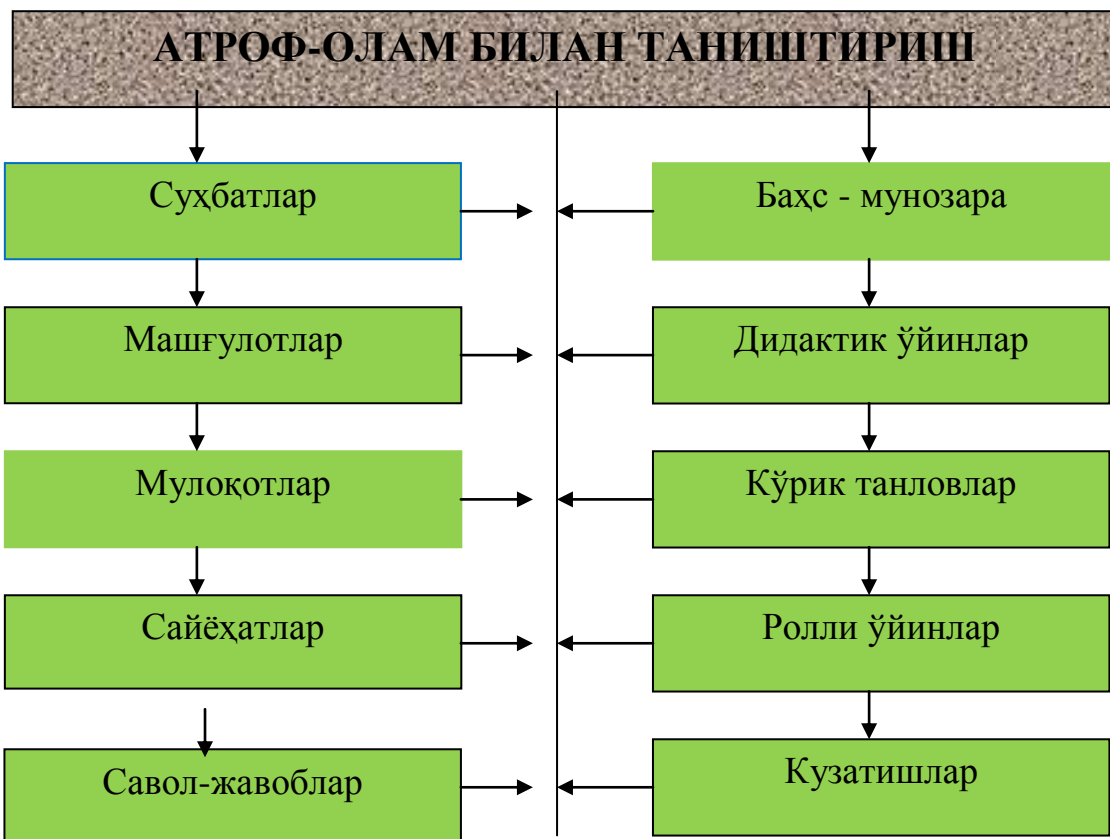 АТРОФ-ОЛАМ БИЛАН ТАНИШТИРИШ
Суҳбатлар
Баҳс - мунозара
Машғулотлар
Дидактик ўйинлар
Мулоқотлар
Кўрик танловлар
Сайёҳатлар
Ролли ўйинлар
Савол-жавоблар
Кузатишлар